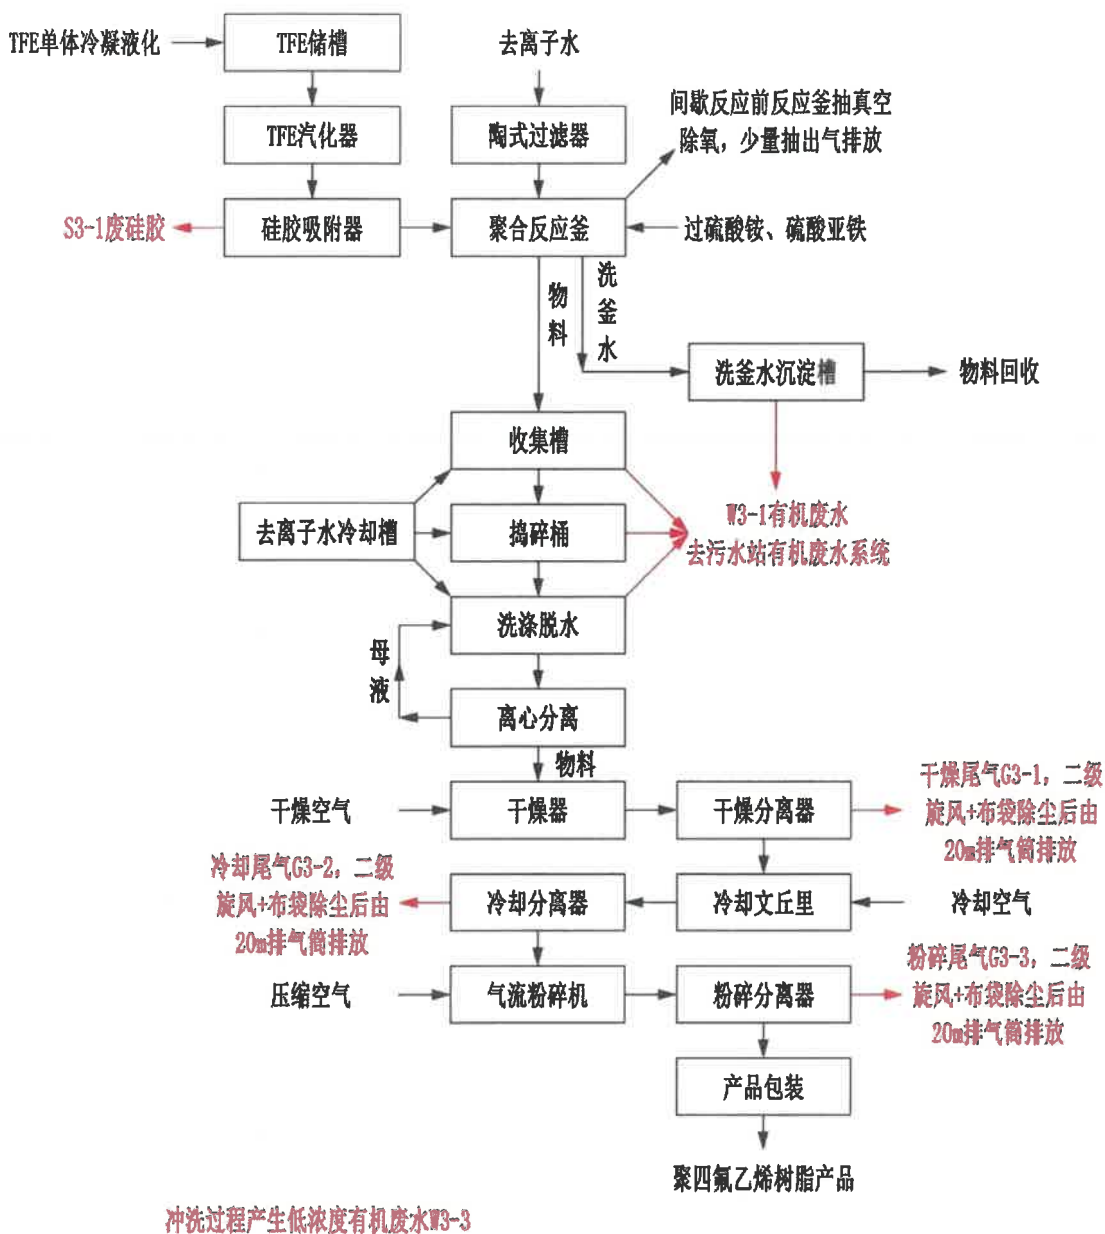 TFE单体冷凝液化
TFE储槽
去离子水
TFE汽化器
陶式过滤器
间歇反应前反应釜抽真空
除氧，少量抽出气排放
S3-1废硅胶
硅胶吸附器
聚合反应釜
过硫酸铵、硫酸亚铁
物料
洗釜水
洗釜水沉淀槽
物料回收
收集槽
去离子水冷却槽
捣碎桶
W3-1有机废水
去污水站有机废水系统
洗涤脱水
母液
离心分离
物料
干燥空气
干燥器
干燥分离器
干燥尾气G3-1，二级
旋风+布袋除尘后由
20m排气筒排放
冷却尾气G3-2，二级
旋风+布袋除尘后由
20m排气筒排放
冷却分离器
冷却文丘里
冷却空气
压缩空气
气流粉碎机
粉碎分离器
粉碎尾气G3-3，二级
旋风+布袋除尘后由
20m排气筒排放
产品包装
聚四氟乙烯树脂产品
冲洗过程产生低浓度有机废水W3-3